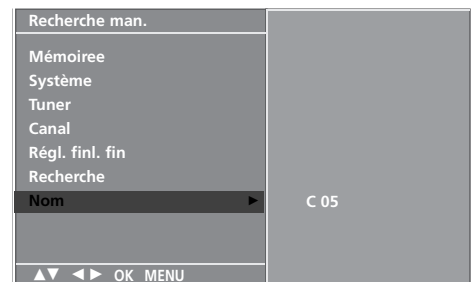 Recherche man.
Mémoiree
Système
Tuner
Canal
Régl. finl. fin
Recherche
Nom ► C 05
▲▼ ◄► OK MENU